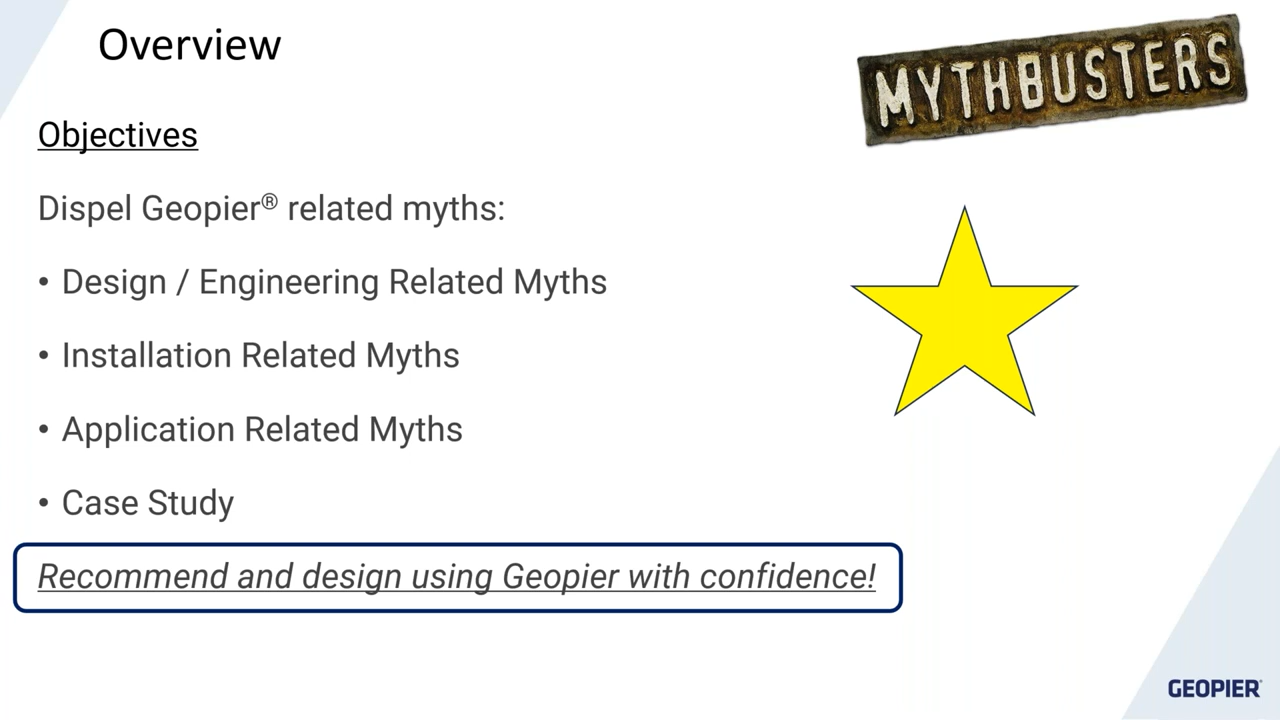 Overview
MYTHBUSTERS
Objectives
Dispel Geopier® related myths:
• Design / Engineering Related Myths
• Installation Related Myths
• Application Related Myths
• Case Study
Recommend and design using Geopier with confidence!
GEOPIER